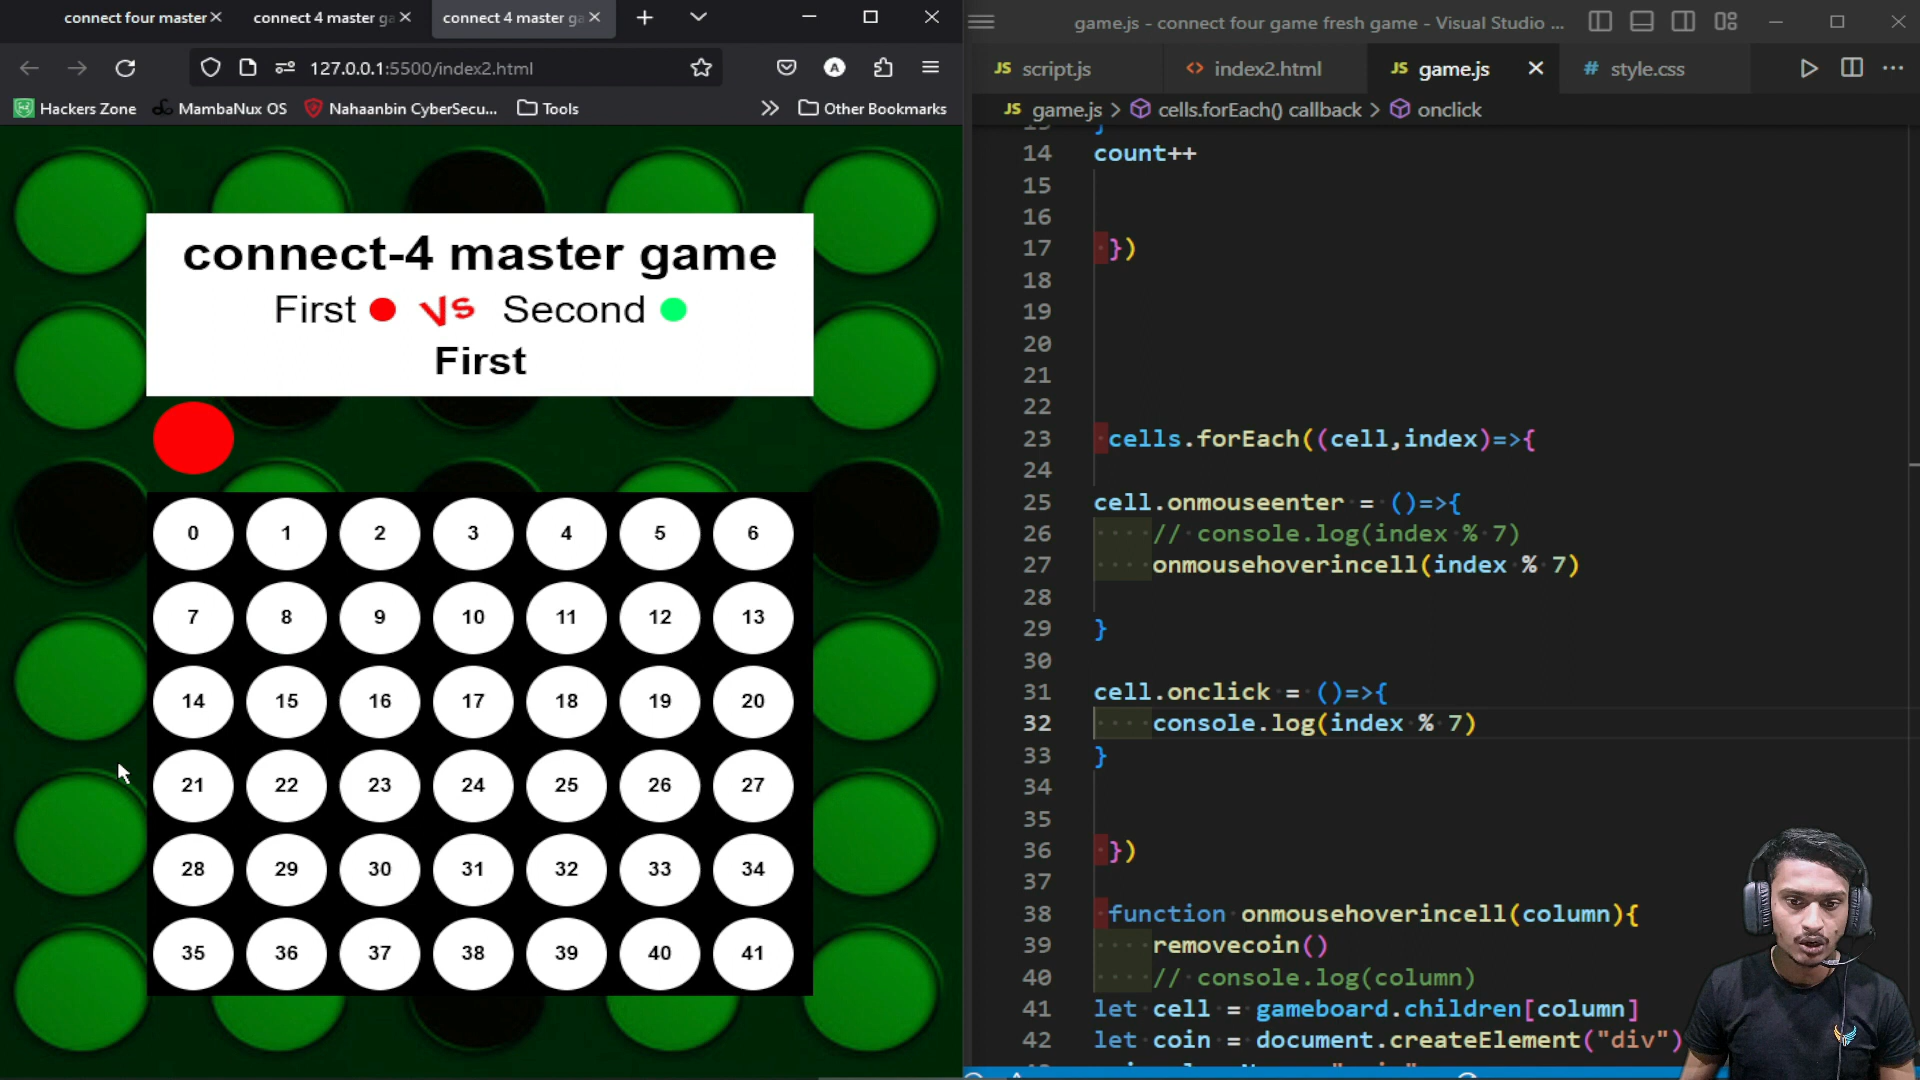 connect four master
connect 4 master ga
connect 4 master ga
127.0.0.1:5500/index2.html
Hackers Zone
MambaNux OS
Nahaanbin CyberSecu...
Tools
Other Bookmarks
connect-4 master game
First Vs Second
First
0 1 2 3 4 5 6
7 8 9 10 11 12 13
14 15 16 17 18 19 20
21 22 23 24 25 26 27
28 29 30 31 32 33 34
35 36 37 38 39 40 41
game.js - connect four game fresh game - Visual Studio ...
JS script.js
<> index2.html
JS game.js
# style.css
JS game.js > cells.forEach() callback > onclick
14 count++
15
16
17 })
18
19
20
21
22
23 cells.forEach((cell,index)=>{
24
25 cell.onmouseenter = ()=>{
26 // console.log(index % 7)
27 onmousehoverincell(index % 7)
28
29 }
30
31 cell.onclick = ()=>{
32 console.log(index % 7)
33 }
34
35
36 })
37
38 function onmousehoverincell(column){
39 removecoin()
40 // console.log(column)
41 let cell = gameboard.children[column]
42 let coin = document.createElement("div")